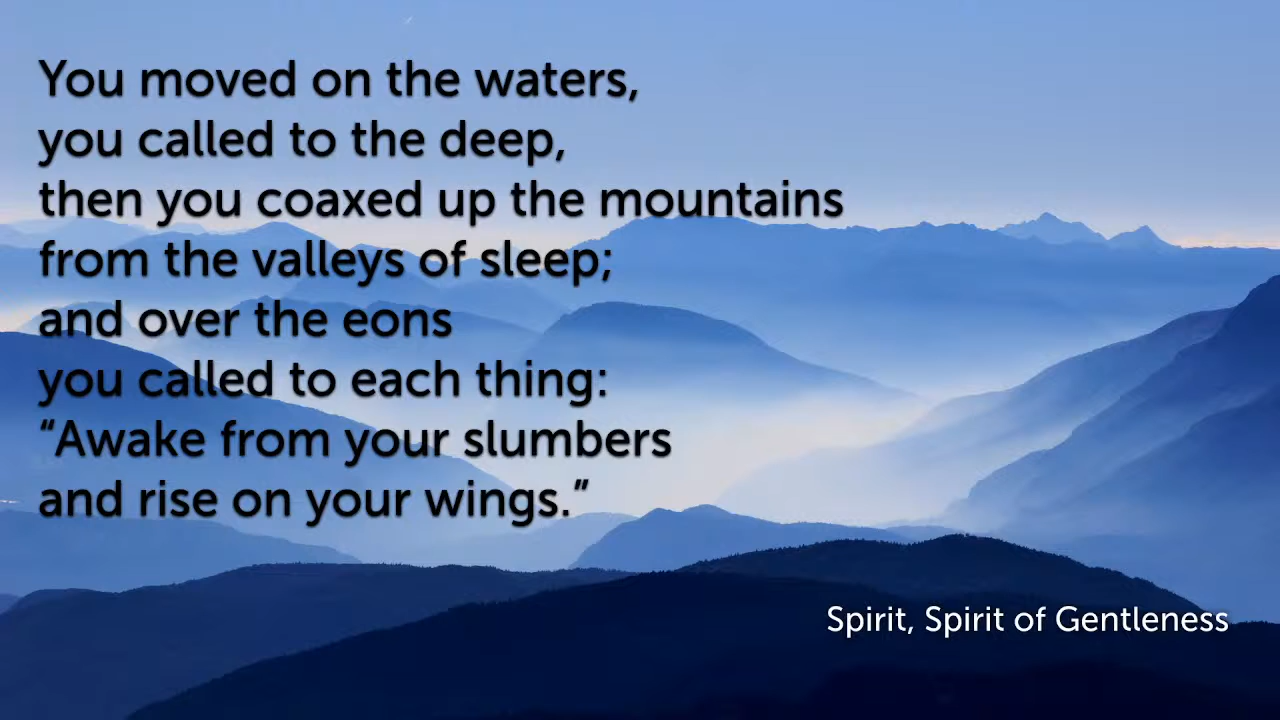 You moved on the waters,
you called to the deep,
then you coaxed up the mountains
from the valleys of sleep;
and over the eons
you called to each thing:
“Awake from your slumbers
and rise on your wings.”
Spirit, Spirit of Gentleness